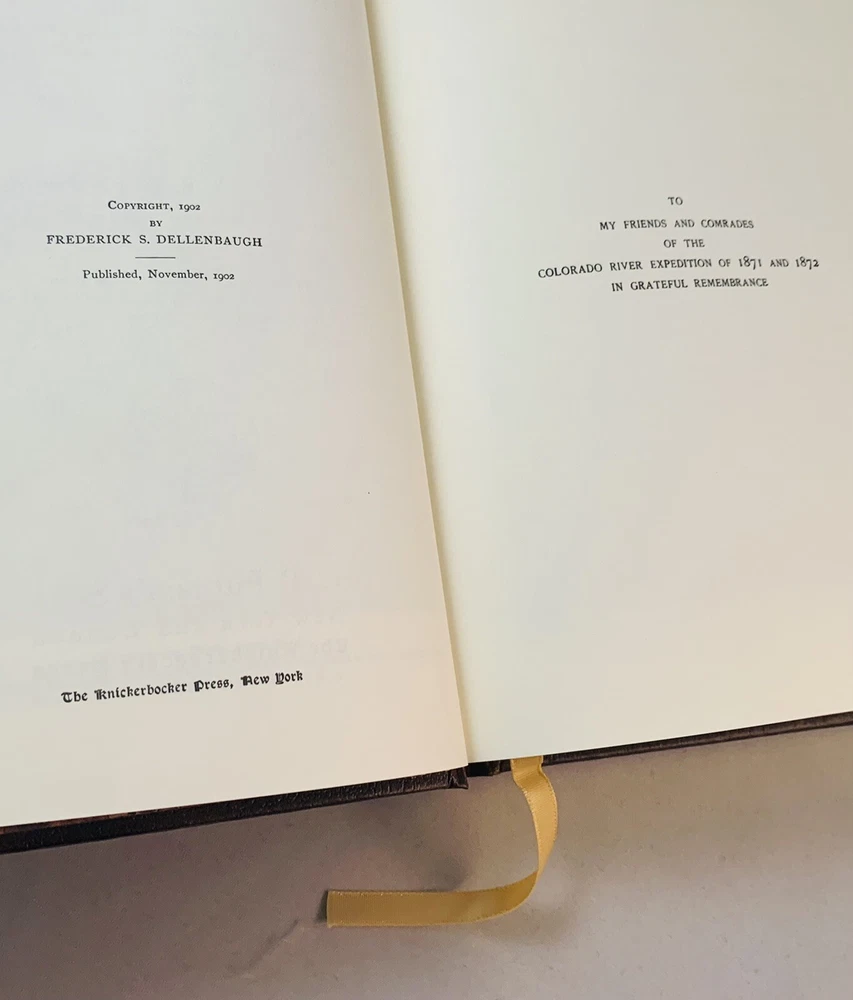 COPYRIGHT, 1902
BY
FREDERICK S. DELLENBAUGH
Published, November, 1902
The Knickerbocker Press, New York
TO
MY FRIENDS AND COMRADES
OF THE
COLORADO RIVER EXPEDITION OF 1871 AND 1872
IN GRATEFUL REMEMBRANCE